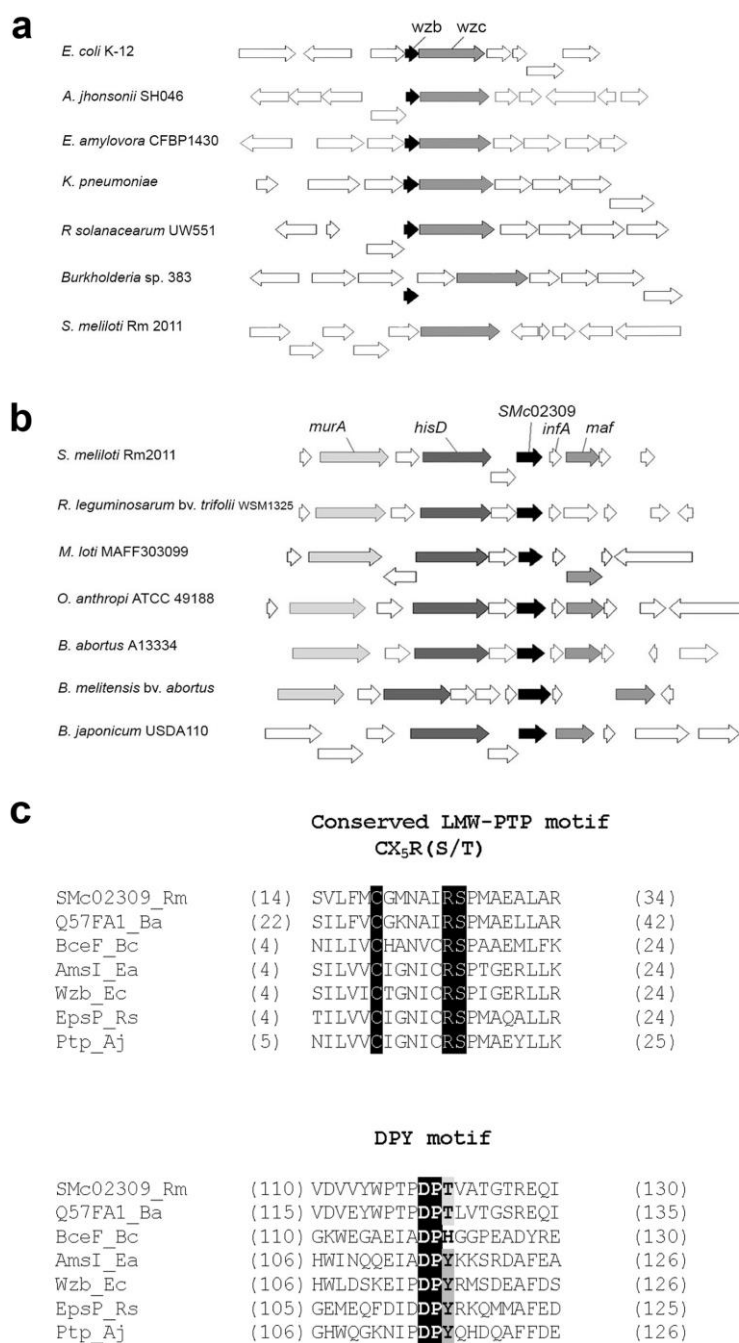 a
wzb wzc
E. coli K-12
A. jhonsonii SH046
E. amylovora CFBP1430
K. pneumoniae
R solanacearum UW551
Burkholderia sp. 383
S. meliloti Rm 2011
b
murA hisD SMc02309 infA maf
S. meliloti Rm2011
R. leguminosarum bv. trifolii WSM1325
M. loti MAFF303099
O. anthropi ATCC 49188
B. abortus A13334
B. melitensis bv. abortus
B. japonicum USDA110
c
Conserved LMW-PTP motif
CX5R(S/T)
SMc02309_Rm (14) SVLFMCGMNAIRSPMAEALAR (34)
Q57FA1_Ba (22) SILFVCGKNAIRSPMAELLAR (42)
BceF_Bc (4) NILIVCHANVCRSPAAEMLFK (24)
AmsI_Ea (4) SILVVCIGNICRSPTGERLLK (24)
Wzb_Ec (4) SILVICTGNICRSPIGERLLR (24)
EpsP_Rs (4) TILVVCIGNICRSPMAQALLR (24)
Ptp_Aj (5) NILVVCIGNICRSPMAEYLLK (25)
DPY motif
SMc02309_Rm (110) VDVVYWPTPDPTVATGTREQI (130)
Q57FA1_Ba (115) VDVEYWPTPDPTLVTGSREQI (135)
BceF_Bc (110) GKWEGAEIADPHGGPEADYRE (130)
AmsI_Ea (106) HWINQQEIADPYKKSRDAFEA (126)
Wzb_Ec (106) HWLDSKEIPDPYRMSDEAFDS (126)
EpsP_Rs (105) GEMEQFDIDDPYRKQMMAFED (125)
Ptp_Aj (106) GHWQGKNIPDPYQHDQAFFDE (126)